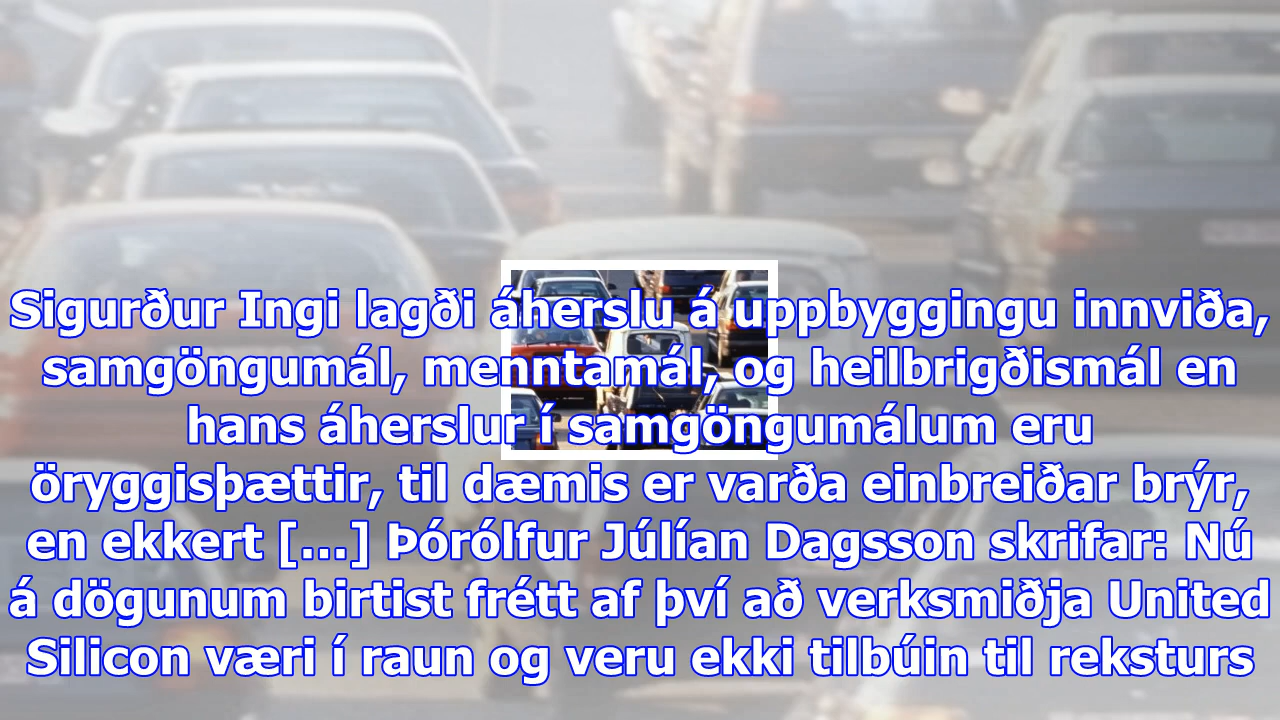 Sigurður Ingi lagði áherslu á uppbyggingu innviða,
samgöngumál, menntamál, og heilbrigðismál en
hans áherslur í samgöngumálum eru
öryggisþættir, til dæmis er varða einbreiðar brýr,
en ekkert [...] Þórólfur Júlían Dagsson skrifar: Nú
á dögunum birtist frétt af því að verksmiðja United
Silicon væri í raun og veru ekki tilbúin til reksturs